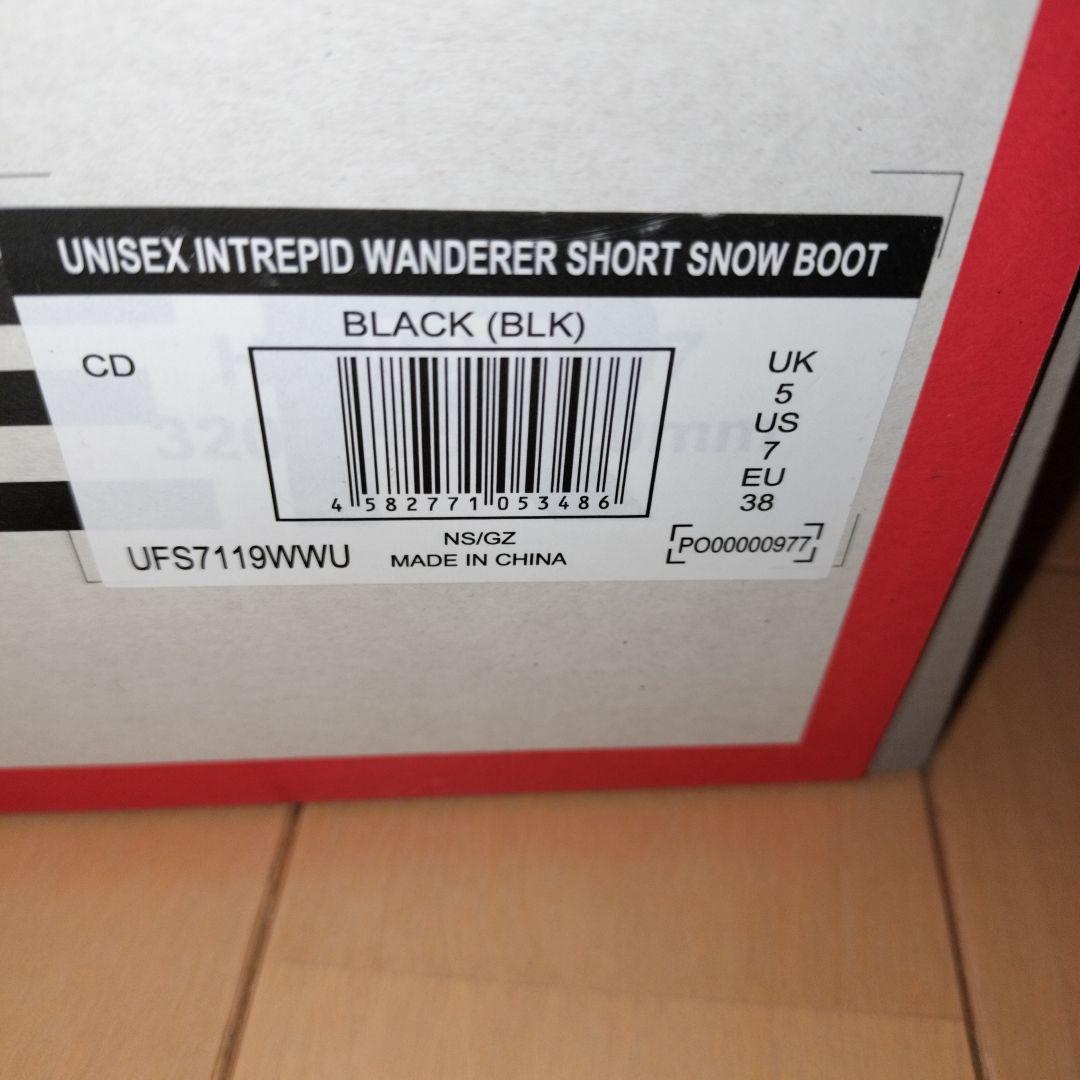 UNISEX INTREPID WANDERER SHORT SNOW BOOT
BLACK (BLK)
CD
UK
5
US
7
EU
38
4 582771 053486
NS/GZ
MADE IN CHINA
UFS7119WWU
PO00000977